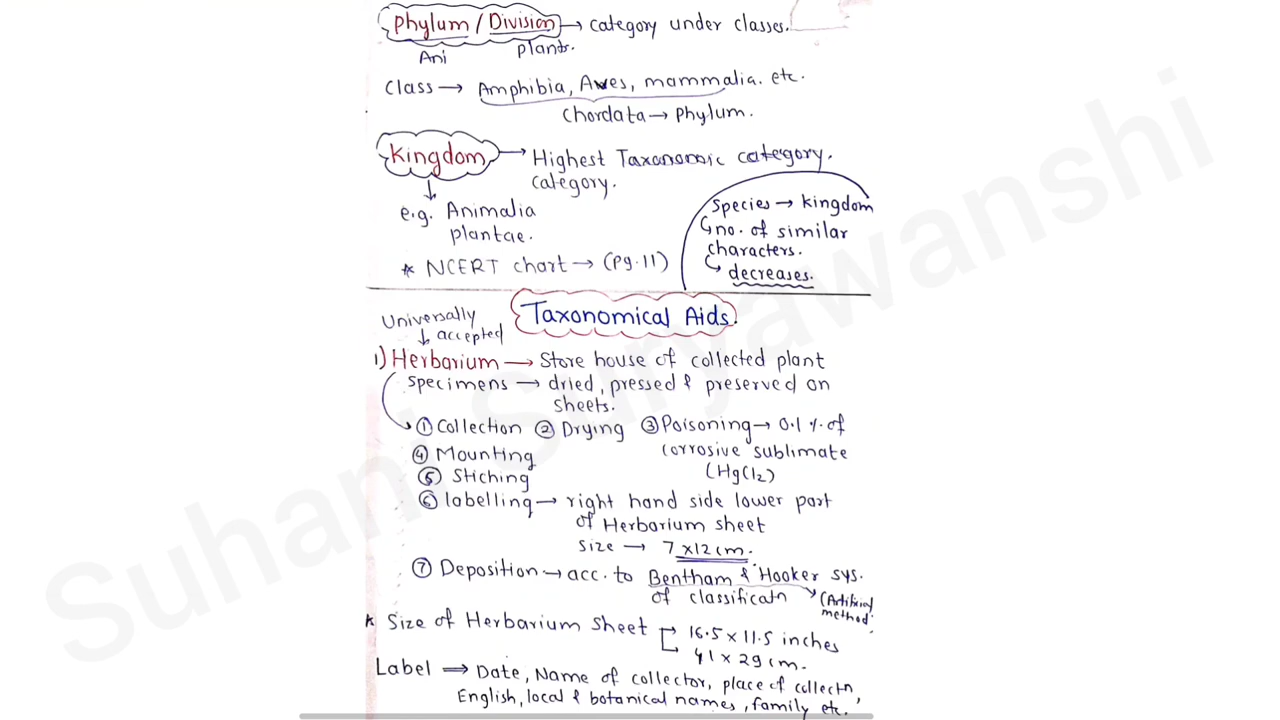 Phylum / Division → category under classes.
Ani plants.
Class → Amphibia, Aves, mammalia. etc.
Chordata → Phylum.
Kingdom → Highest Taxonomic category.
category.
e.g. Animalia
plantae.
Species → kingdom
↳ no. of similar
characters.
↳ decreases.
* NCERT chart → (Pg. 11)
Taxonomical Aids.
Universally
↳ accepted
1) Herbarium → Store house of collected plant
specimens → dried, pressed & preserved on
sheets.
① Collection ② Drying ③ Poisoning → 0.1 % of
corrosive sublimate
(HgCl₂)
④ Mounting
⑤ Stiching
⑥ labelling → right hand side lower part
of Herbarium sheet
size → 7 x12 cm.
⑦ Deposition → acc. to Bentham & Hooker sys.
of classificatn → (Artificial
method.
* Size of Herbarium sheet → 16.5 x 11.5 inches
41 x 29 cm.
Label ⇒ Date, Name of collector, place of collectn,
English, local & botanical names, family etc.
Suhani Suryawanshi